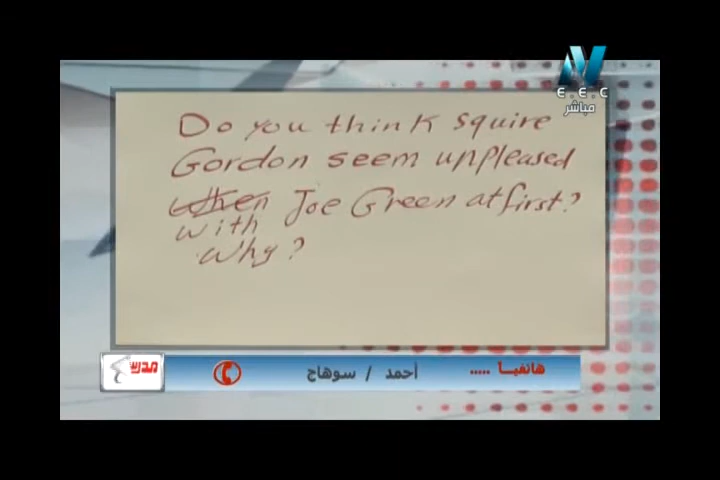 E.E.C
مباشر
Do you think squire
Gordon seem unpleased
when Joe Green at first?
with
Why?
هاتفيا .....
أحمد / سوهاج